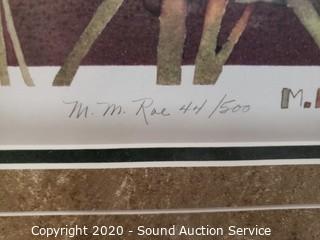 M. M. Rae 44/500
M.
Copyright 2020 - Sound Auction Service